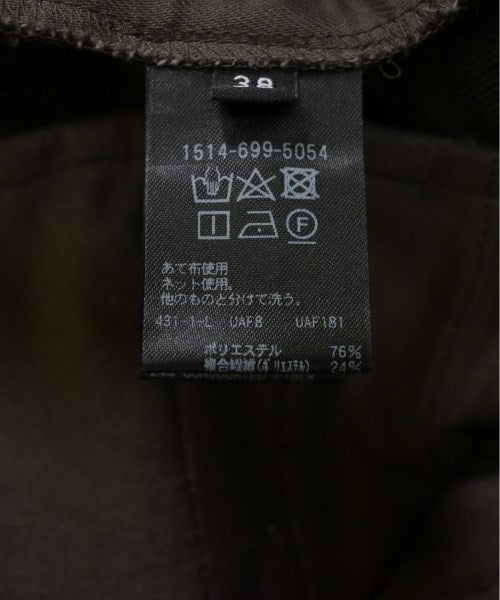 38
1514-699-5054
F
あて布使用
ネット使用。
他のものと分けて洗う。
431-1-L UAF8 UAF181
ポリエステル 76%
複合繊維(ポリエステル) 24%